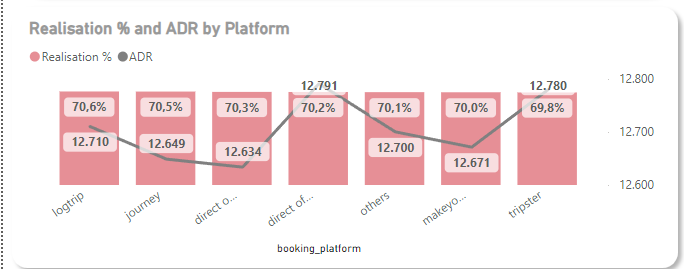 Realisation % and ADR by Platform
Realisation % ADR
12.791 12.780 12.800
70,6% 70,5% 70,3% 70,2% 70,1% 70,0% 69,8%
12.710 12.649 12.634 12.700 12.671 12.700
12.600
logtrip journey direct o... direct of... others makeyo... tripster
booking_platform